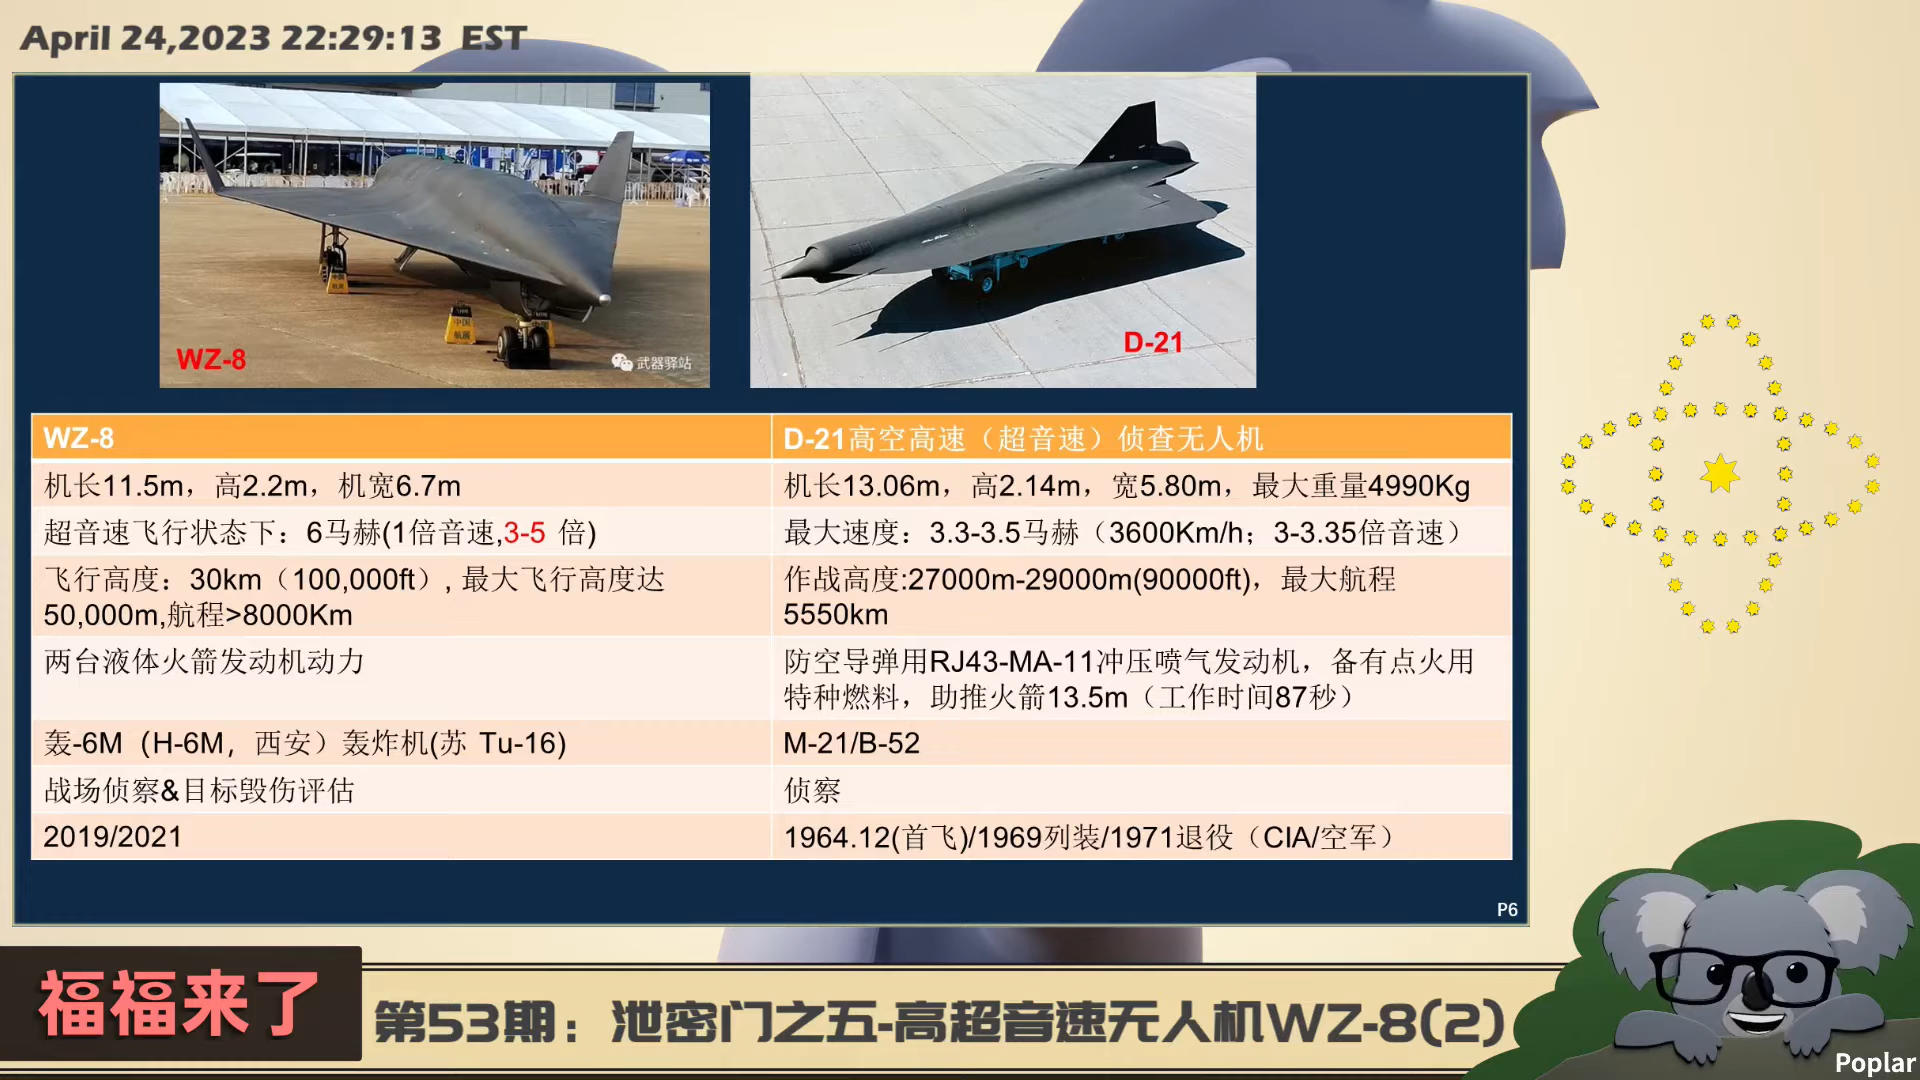 April 24,2023 22:29:13 EST
WZ-8
中国
航展
武器驿站
D-21
WZ-8
D-21高空高速（超音速）侦查无人机
机长11.5m，高2.2m，机宽6.7m
机长13.06m，高2.14m，宽5.80m，最大重量4990Kg
超音速飞行状态下：6马赫(1倍音速,3-5 倍)
最大速度：3.3-3.5马赫（3600Km/h；3-3.35倍音速）
飞行高度：30km（100,000ft）, 最大飞行高度达
50,000m,航程>8000Km
作战高度:27000m-29000m(90000ft)，最大航程
5550km
两台液体火箭发动机动力
防空导弹用RJ43-MA-11冲压喷气发动机，备有点火用
特种燃料，助推火箭13.5m（工作时间87秒）
轰-6M（H-6M，西安）轰炸机(苏 Tu-16)
M-21/B-52
战场侦察&目标毁伤评估
侦察
2019/2021
1964.12(首飞)/1969列装/1971退役（CIA/空军）
P6
福福来了
第53期：泄密门之五-高超音速无人机WZ-8(2)
Poplar